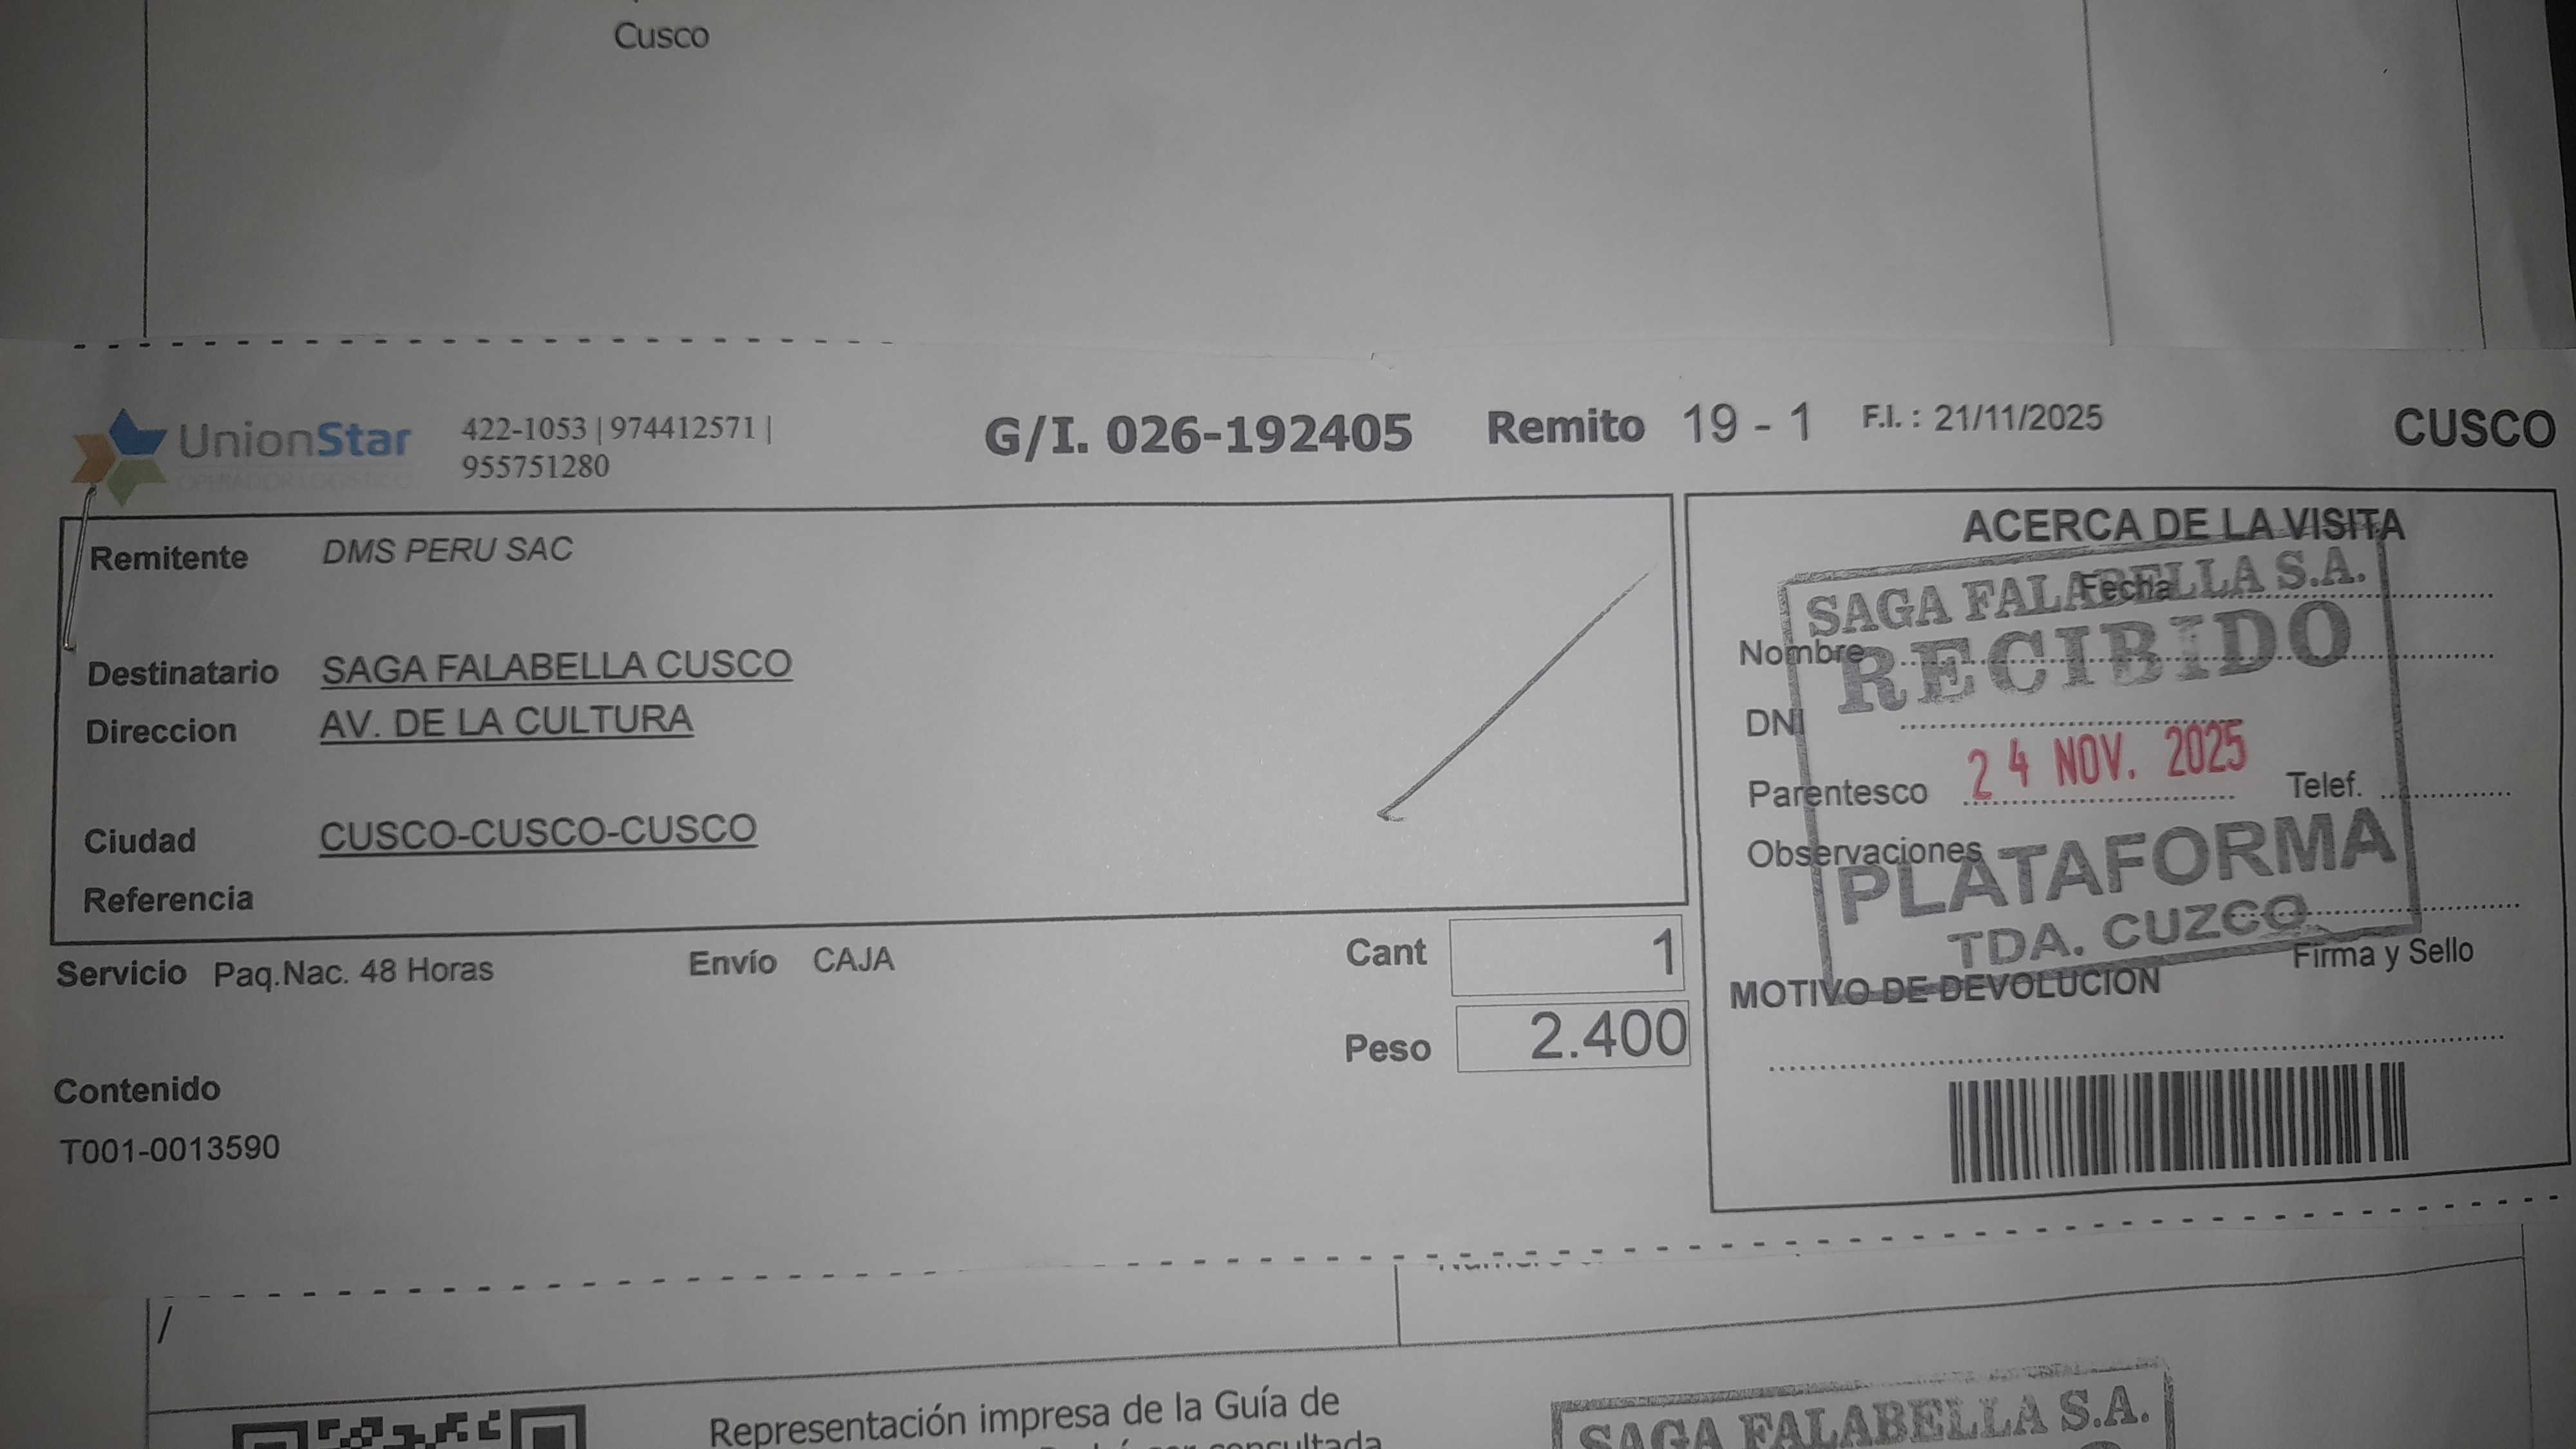 Cusco
UnionStar
OPERADOR LOGISTICO
422-1053 | 974412571 |
955751280
G/I. 026-192405
Remito 19 - 1
F.I. : 21/11/2025
CUSCO
Remitente DMS PERU SAC
Destinatario SAGA FALABELLA CUSCO
Direccion AV. DE LA CULTURA
Ciudad CUSCO-CUSCO-CUSCO
Referencia
Servicio Paq.Nac. 48 Horas
Envío CAJA
Cant 1
Peso 2.400
Contenido
T001-0013590
ACERCA DE LA VISITA
Fecha
Nombre
DNI
Parentesco
Telef.
Observaciones
Firma y Sello
MOTIVO DE DEVOLUCION
SAGA FALABELLA S.A.
RECIBIDO
24 NOV. 2025
PLATAFORMA
TDA. CUZCO
/
Representación impresa de la Guía de
consultada
SAGA FALABELLA S.A.